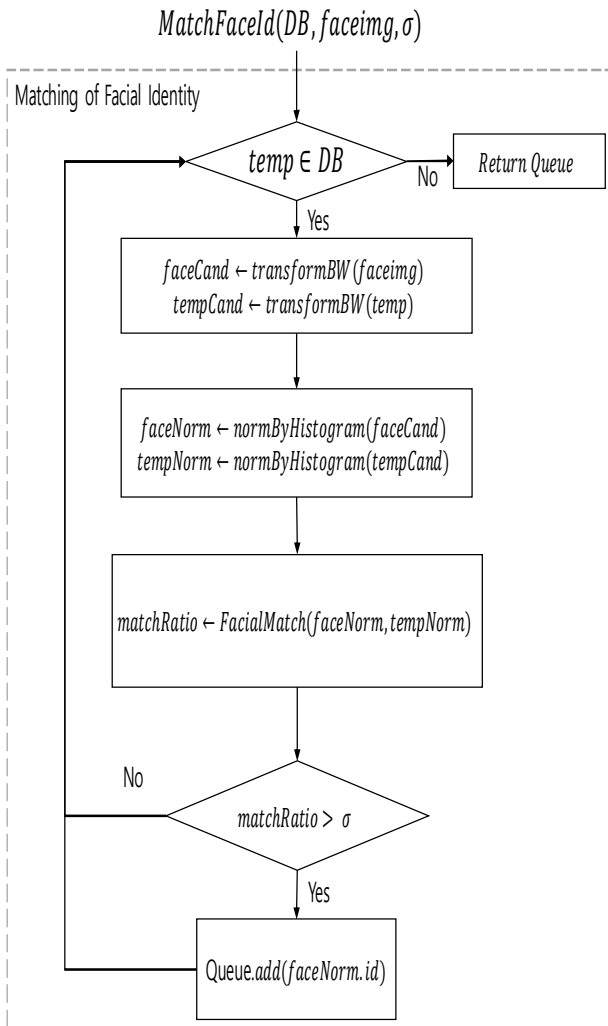 MatchFaceId(DB, faceimg, σ)
Matching of Facial Identity
temp ∈ DB
No
Return Queue
Yes
faceCand ← transformBW(faceimg)
tempCand ← transformBW(temp)
faceNorm ← normByHistogram(faceCand)
tempNorm ← normByHistogram(tempCand)
matchRatio ← FacialMatch(faceNorm, tempNorm)
No
matchRatio > σ
Yes
Queue.add(faceNorm.id)